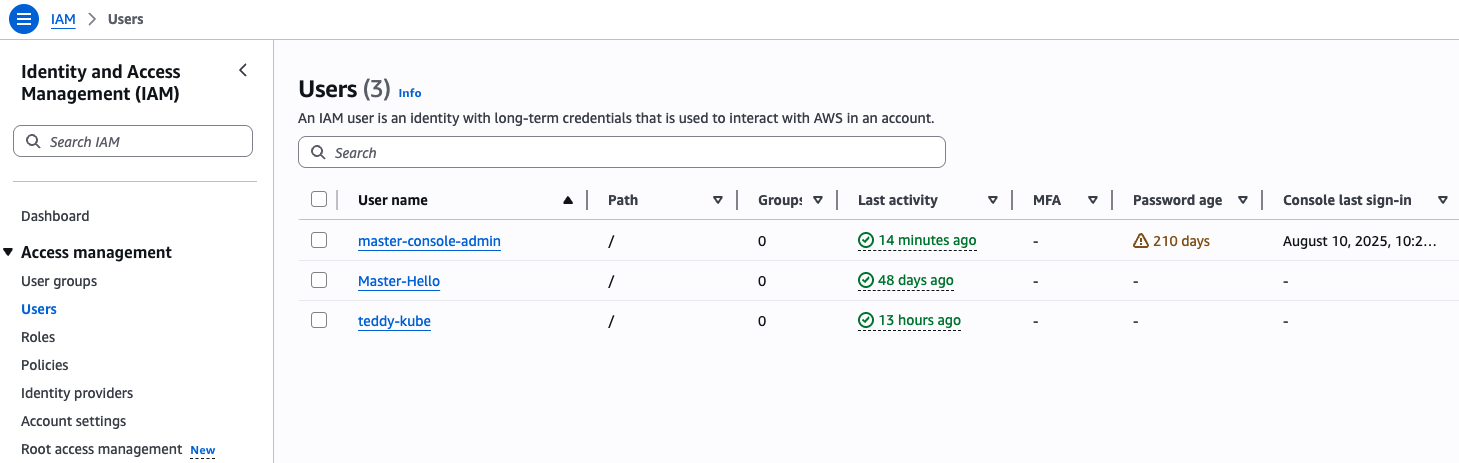 IAM > Users
Identity and Access
Management (IAM)
Search IAM
Dashboard
Access management
User groups
Users
Roles
Policies
Identity providers
Account settings
Root access management New
Users (3) Info
An IAM user is an identity with long-term credentials that is used to interact with AWS in an account.
Search
User name Path Groups Last activity MFA Password age Console last sign-in
master-console-admin / 0 14 minutes ago - 210 days August 10, 2025, 10:2...
Master-Hello / 0 48 days ago - - -
teddy-kube / 0 13 hours ago - - -